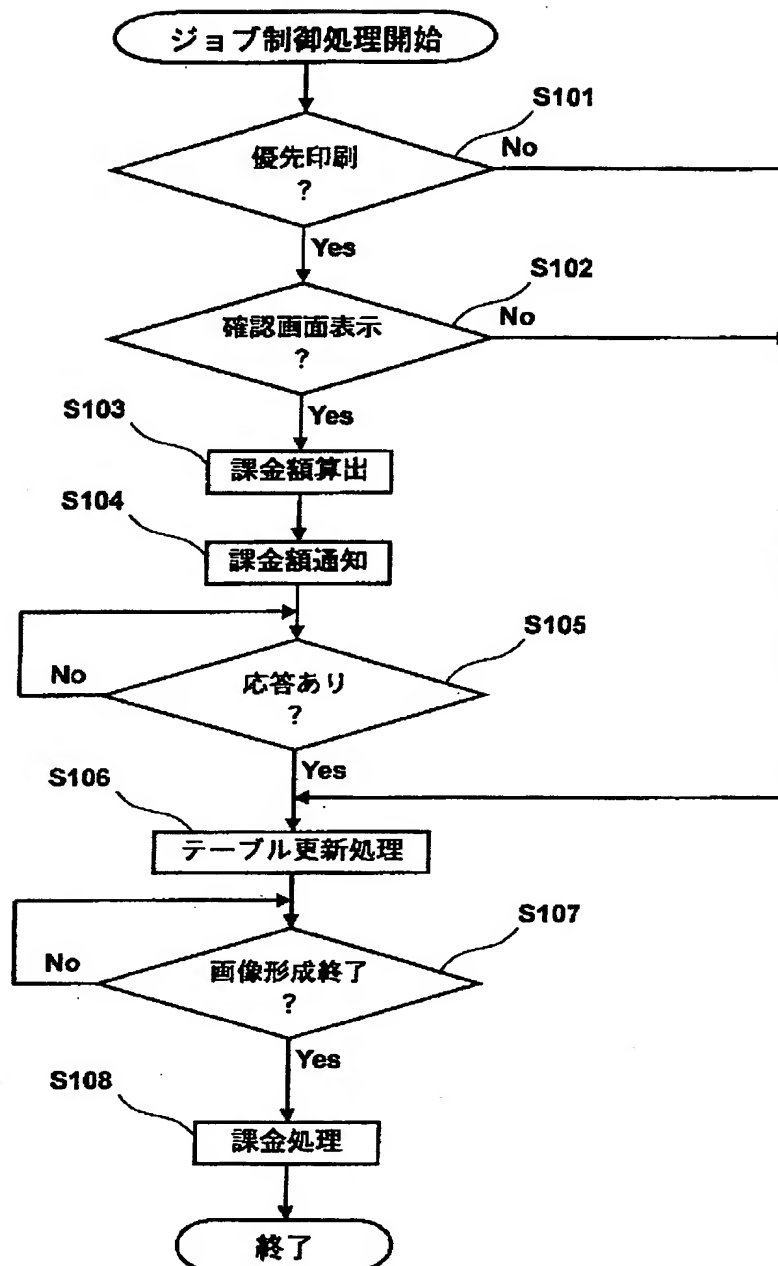 ジョブ制御処理開始
S101
優先印刷
?
No
Yes
S102
確認画面表示
?
No
Yes
S103
課金額算出
S104
課金額通知
S105
応答あり
?
No
Yes
S106
テーブル更新処理
S107
画像形成終了
?
No
Yes
S108
課金処理
終了